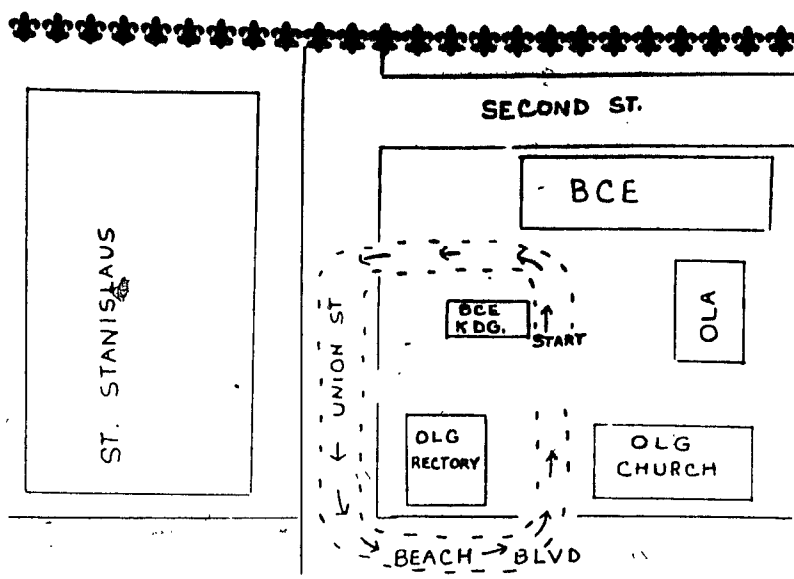 SECOND ST.
BCE
ST. STANISLAUS
BCE
KDG.
START
OLA
UNION ST
OLG
RECTORY
OLG
CHURCH
BEACH BLVD